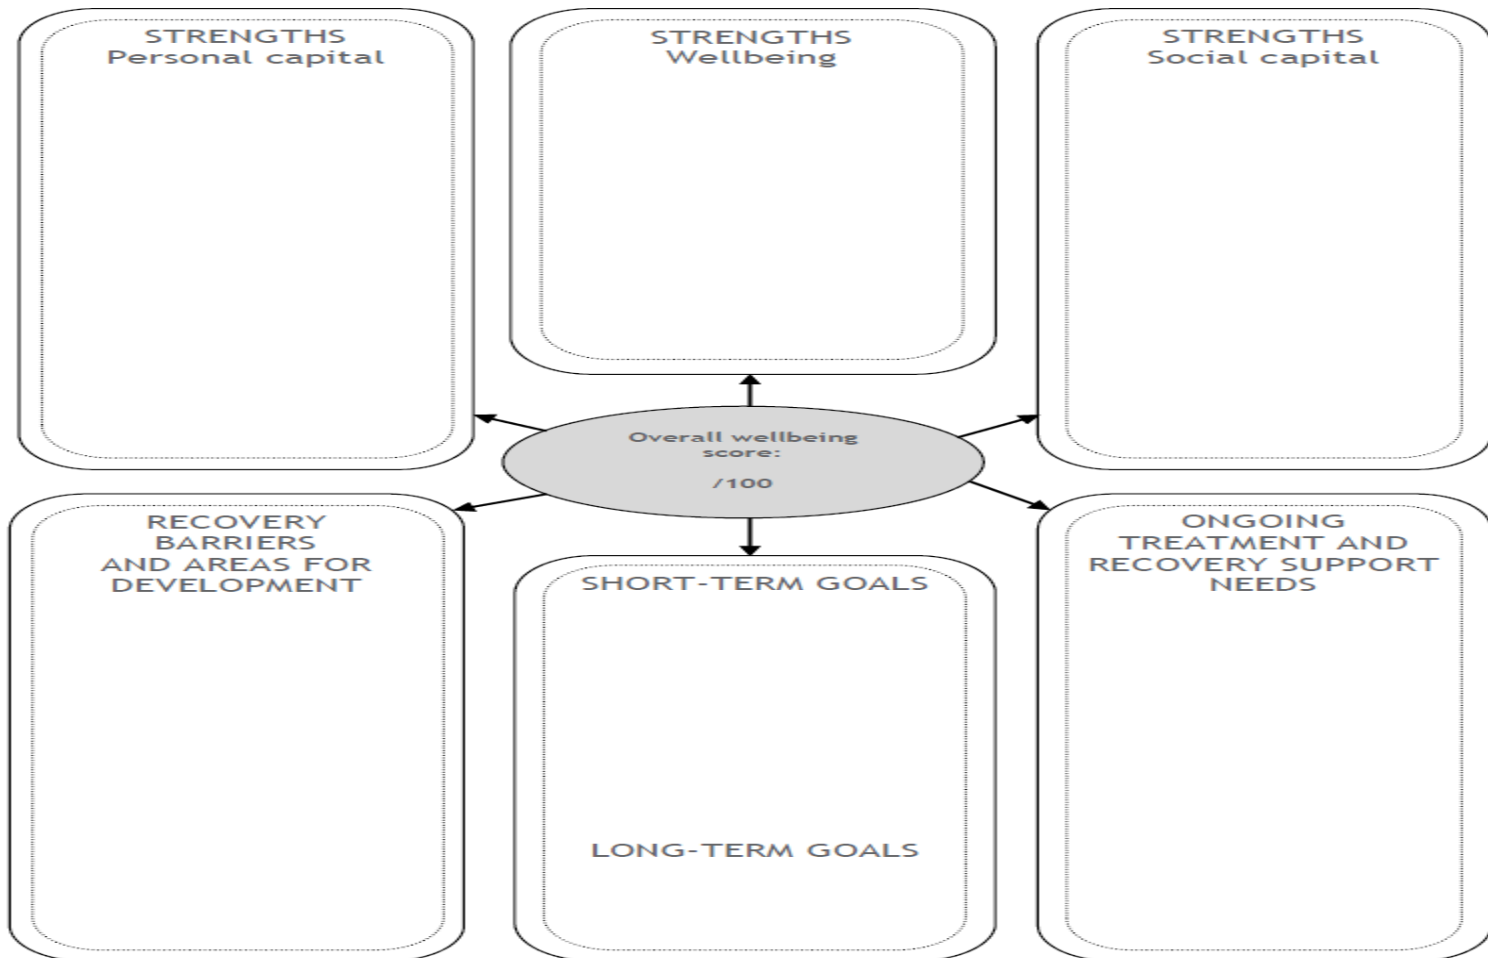 STRENGTHS
Personal capital
STRENGTHS
Wellbeing
STRENGTHS
Social capital
Overall wellbeing
score:
/100
RECOVERY
BARRIERS
AND AREAS FOR
DEVELOPMENT
SHORT-TERM GOALS
LONG-TERM GOALS
ONGOING
TREATMENT AND
RECOVERY SUPPORT
NEEDS